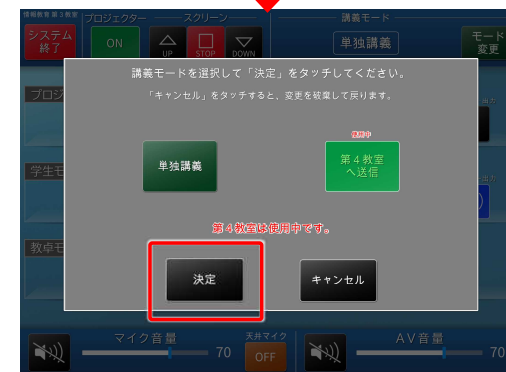 情報教育第3教室
プロジェクター
スクリーン
講義モード
システム
終了
ON
UP
STOP
DOWN
単独講義
モード
変更
講義モードを選択して「決定」をタッチしてください。
「キャンセル」をタッチすると、変更を破棄して戻ります。
プロジ
出力
使用中
単独講義
第4教室
へ送信
学生モ
出力
第4教室は使用中です。
教卓モ
決定
キャンセル
マイク音量
70
天井マイク
OFF
AV音量
70